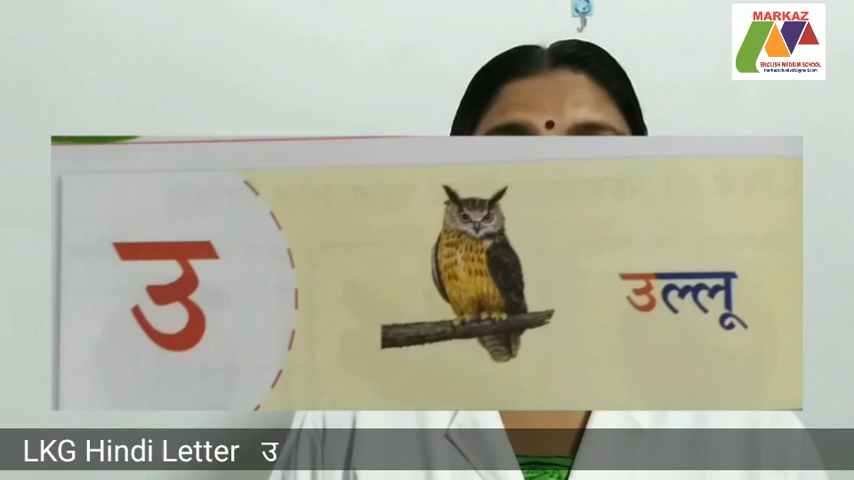 MARKAZ
ENGLISH MEDIUM SCHOOL
उ
उल्लू
LKG Hindi Letter उ